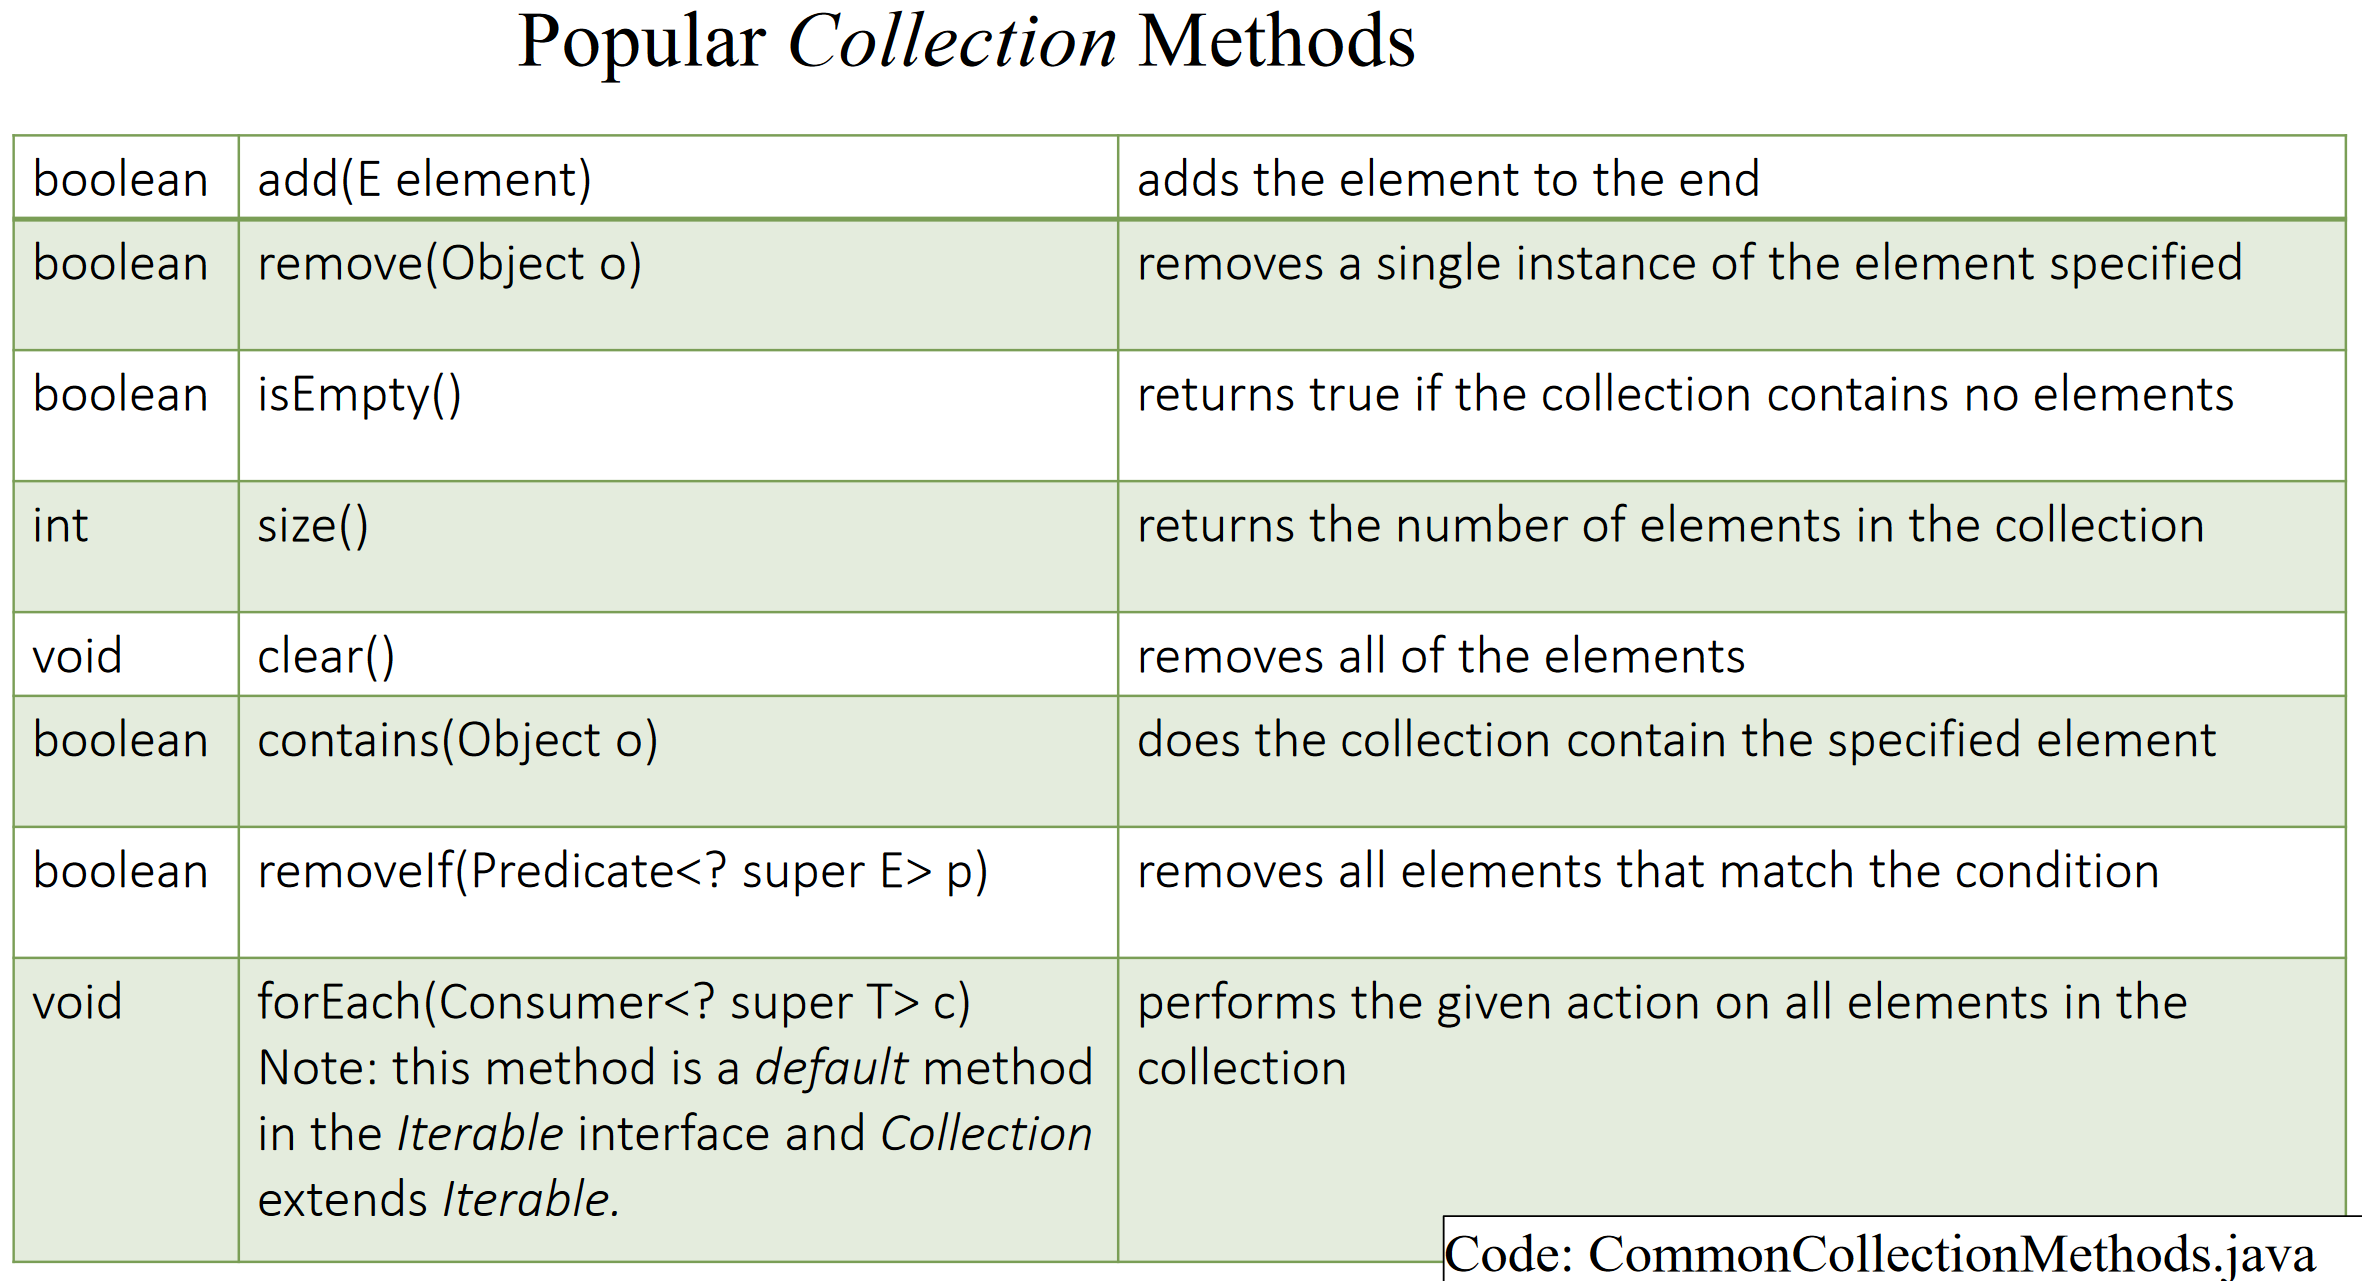 Popular Collection Methods
boolean add(E element) adds the element to the end
boolean remove(Object o) removes a single instance of the element specified
boolean isEmpty() returns true if the collection contains no elements
int size() returns the number of elements in the collection
void clear() removes all of the elements
boolean contains(Object o) does the collection contain the specified element
boolean removeIf(Predicate<? super E> p) removes all elements that match the condition
void forEach(Consumer<? super T> c) performs the given action on all elements in the
Note: this method is a default method collection
in the Iterable interface and Collection
extends Iterable.
Code: CommonCollectionMethods.java